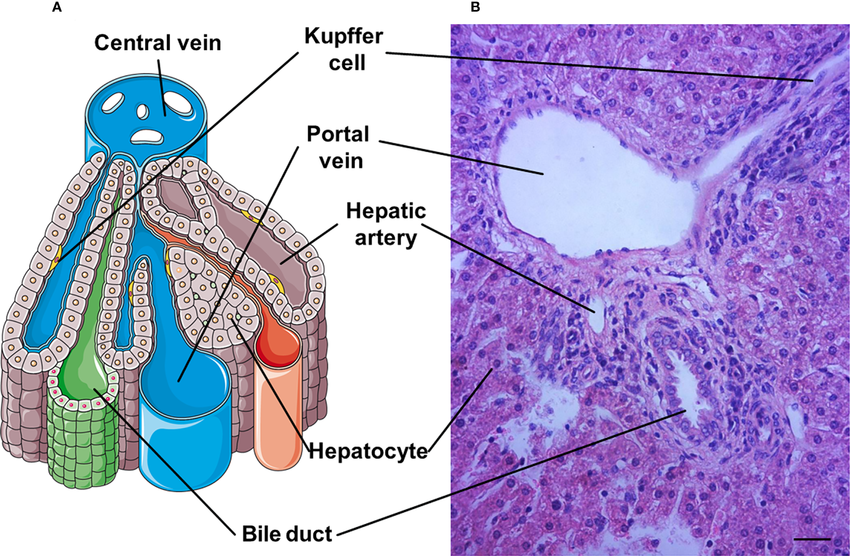 A
B
Central vein
Kupffer
cell
Portal
vein
Hepatic
artery
Hepatocyte
Bile duct